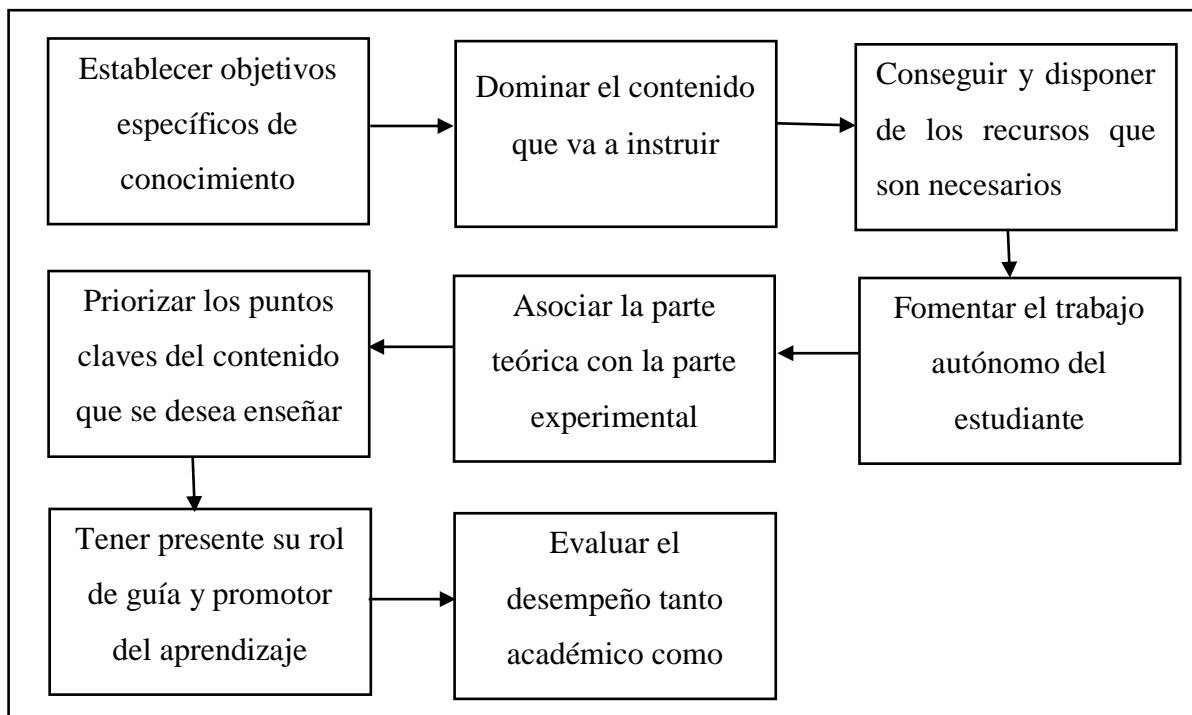 Establecer objetivos
específicos de
conocimiento
Dominar el contenido
que va a instruir
Conseguir y disponer
de los recursos que
son necesarios
Fomentar el trabajo
autónomo del
estudiante
Asociar la parte
teórica con la parte
experimental
Priorizar los puntos
claves del contenido
que se desea enseñar
Tener presente su rol
de guía y promotor
del aprendizaje
Evaluar el
desempeño tanto
académico como